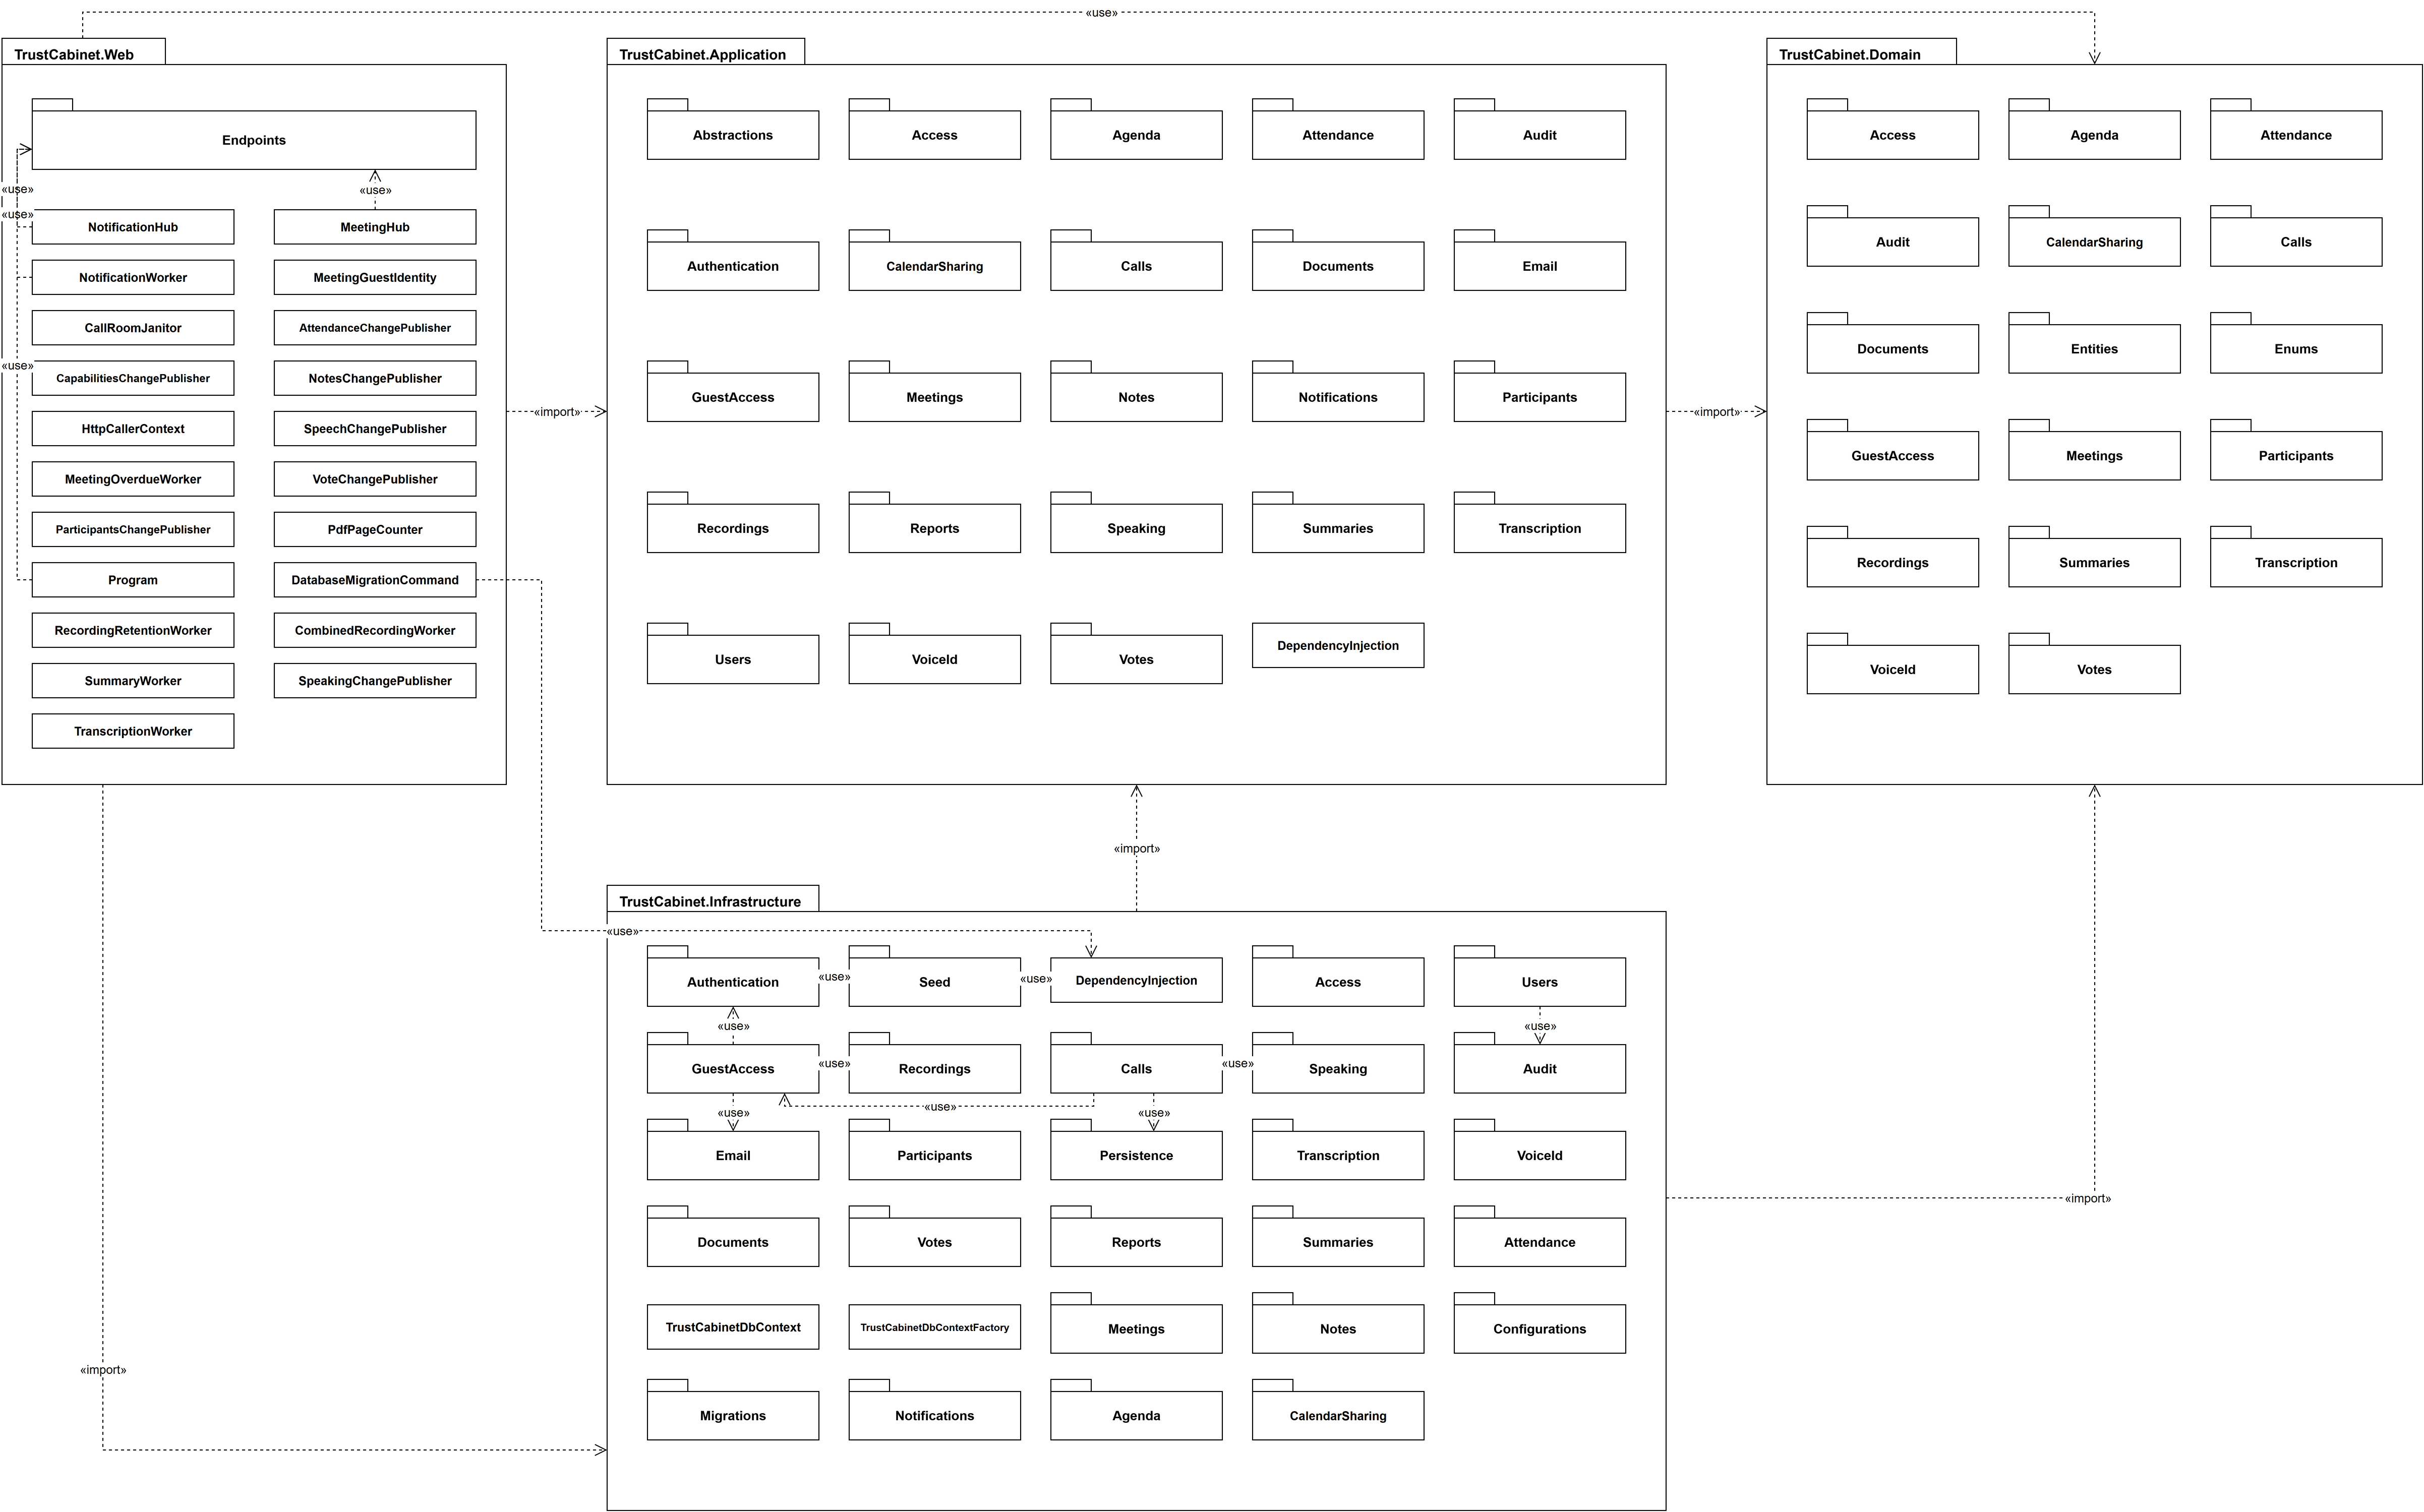 «use»
TrustCabinet.Web
Endpoints
«use»
«use»
«use»
NotificationHub
MeetingHub
NotificationWorker
MeetingGuestIdentity
CallRoomJanitor
AttendanceChangePublisher
«use»
CapabilitiesChangePublisher
NotesChangePublisher
HttpCallerContext
SpeechChangePublisher
MeetingOverdueWorker
VoteChangePublisher
ParticipantsChangePublisher
PdfPageCounter
Program
DatabaseMigrationCommand
RecordingRetentionWorker
CombinedRecordingWorker
SummaryWorker
SpeakingChangePublisher
TranscriptionWorker
«import»
TrustCabinet.Application
Abstractions
Access
Agenda
Attendance
Audit
Authentication
CalendarSharing
Calls
Documents
Email
GuestAccess
Meetings
Notes
Notifications
Participants
Recordings
Reports
Speaking
Summaries
Transcription
Users
VoiceId
Votes
DependencyInjection
«import»
TrustCabinet.Domain
Access
Agenda
Attendance
Audit
CalendarSharing
Calls
Documents
Entities
Enums
GuestAccess
Meetings
Participants
Recordings
Summaries
Transcription
VoiceId
Votes
«import»
TrustCabinet.Infrastructure
«use»
Authentication
«use»
Seed
«use»
DependencyInjection
Access
Users
«use»
«use»
GuestAccess
«use»
Recordings
Calls
«use»
Speaking
Audit
«use»
«use»
«use»
Email
Participants
Persistence
Transcription
VoiceId
«import»
Documents
Votes
Reports
Summaries
Attendance
TrustCabinetDbContext
TrustCabinetDbContextFactory
Meetings
Notes
Configurations
«import»
Migrations
Notifications
Agenda
CalendarSharing